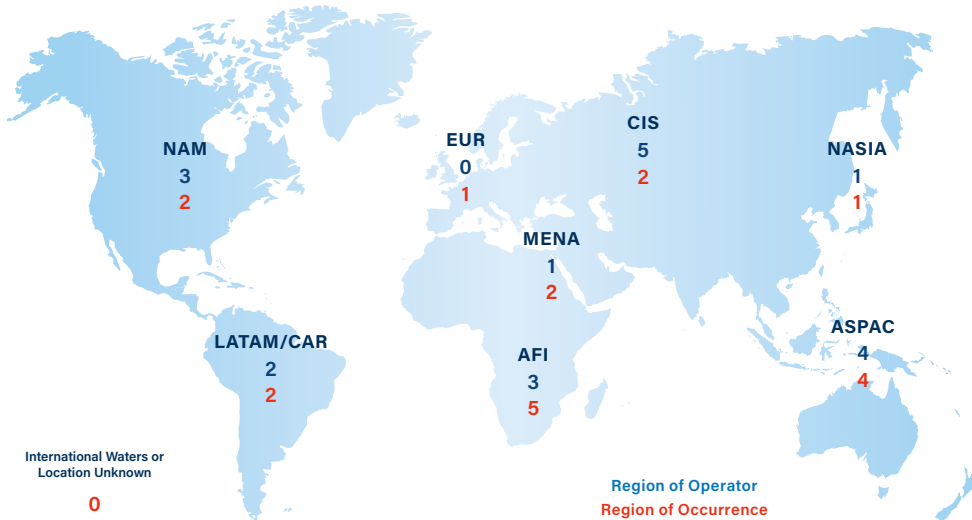 NAM
3
2
EUR
0
1
CIS
5
2
NASIA
1
1
MENA
1
2
LATAM/CAR
2
2
AFI
3
5
ASPAC
4
4
International Waters or
Location Unknown
0
Region of Operator
Region of Occurrence